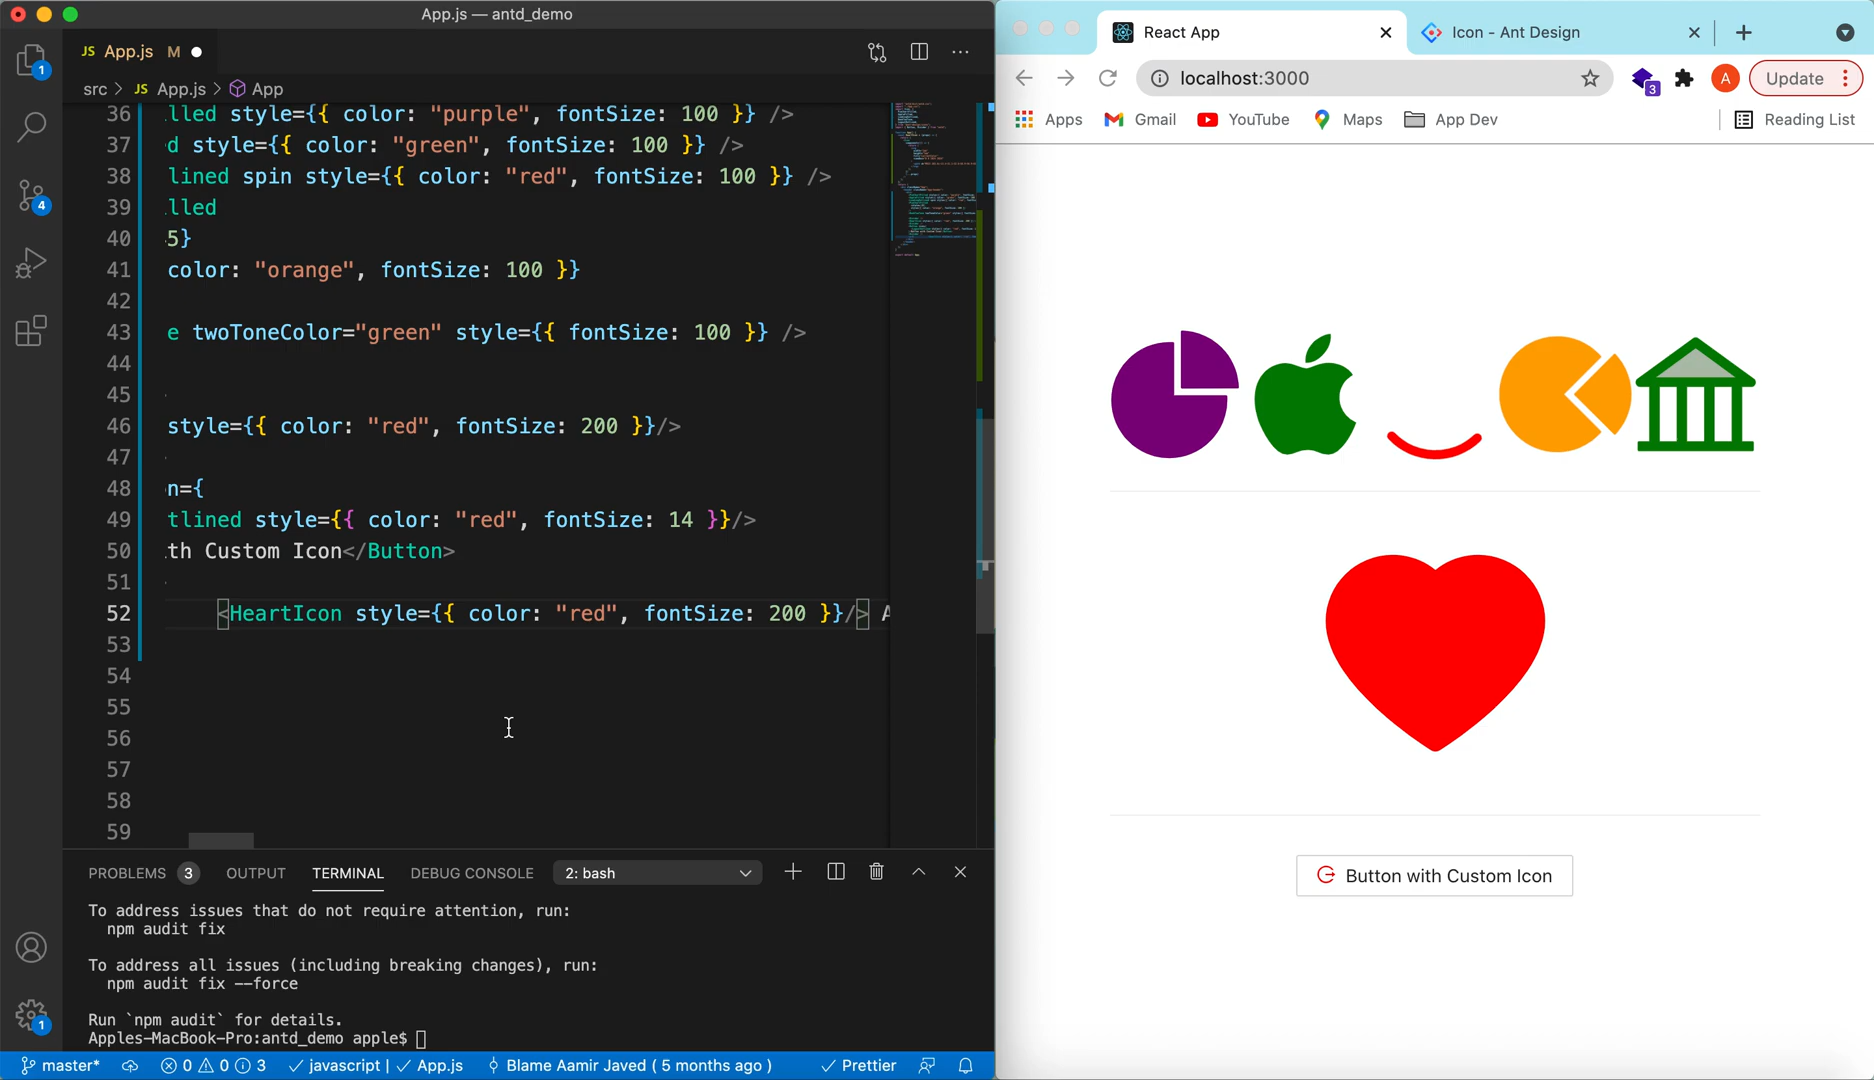 App.js — antd_demo
JS App.js M
src > JS App.js > App
36 lled style={{ color: "purple", fontSize: 100 }} />
37 d style={{ color: "green", fontSize: 100 }} />
38 lined spin style={{ color: "red", fontSize: 100 }} />
39 lled
40 5}
41 color: "orange", fontSize: 100 }}
42
43 e twoToneColor="green" style={{ fontSize: 100 }} />
44
45
46 style={{ color: "red", fontSize: 200 }}/>
47
48 n={
49 tlined style={{ color: "red", fontSize: 14 }}/>
50 th Custom Icon</Button>
51
52 <HeartIcon style={{ color: "red", fontSize: 200 }}/> A
53
54
55
56
57
58
59
1
4
1
PROBLEMS 3 OUTPUT TERMINAL DEBUG CONSOLE 2: bash
To address issues that do not require attention, run:
npm audit fix
To address all issues (including breaking changes), run:
npm audit fix --force
Run `npm audit` for details.
Apples-MacBook-Pro:antd_demo apple$
master* 0 0 3 javascript | App.js Blame Aamir Javed ( 5 months ago ) Prettier
React App
Icon - Ant Design
localhost:3000
3
A
Update
Apps Gmail YouTube Maps App Dev Reading List
Button with Custom Icon